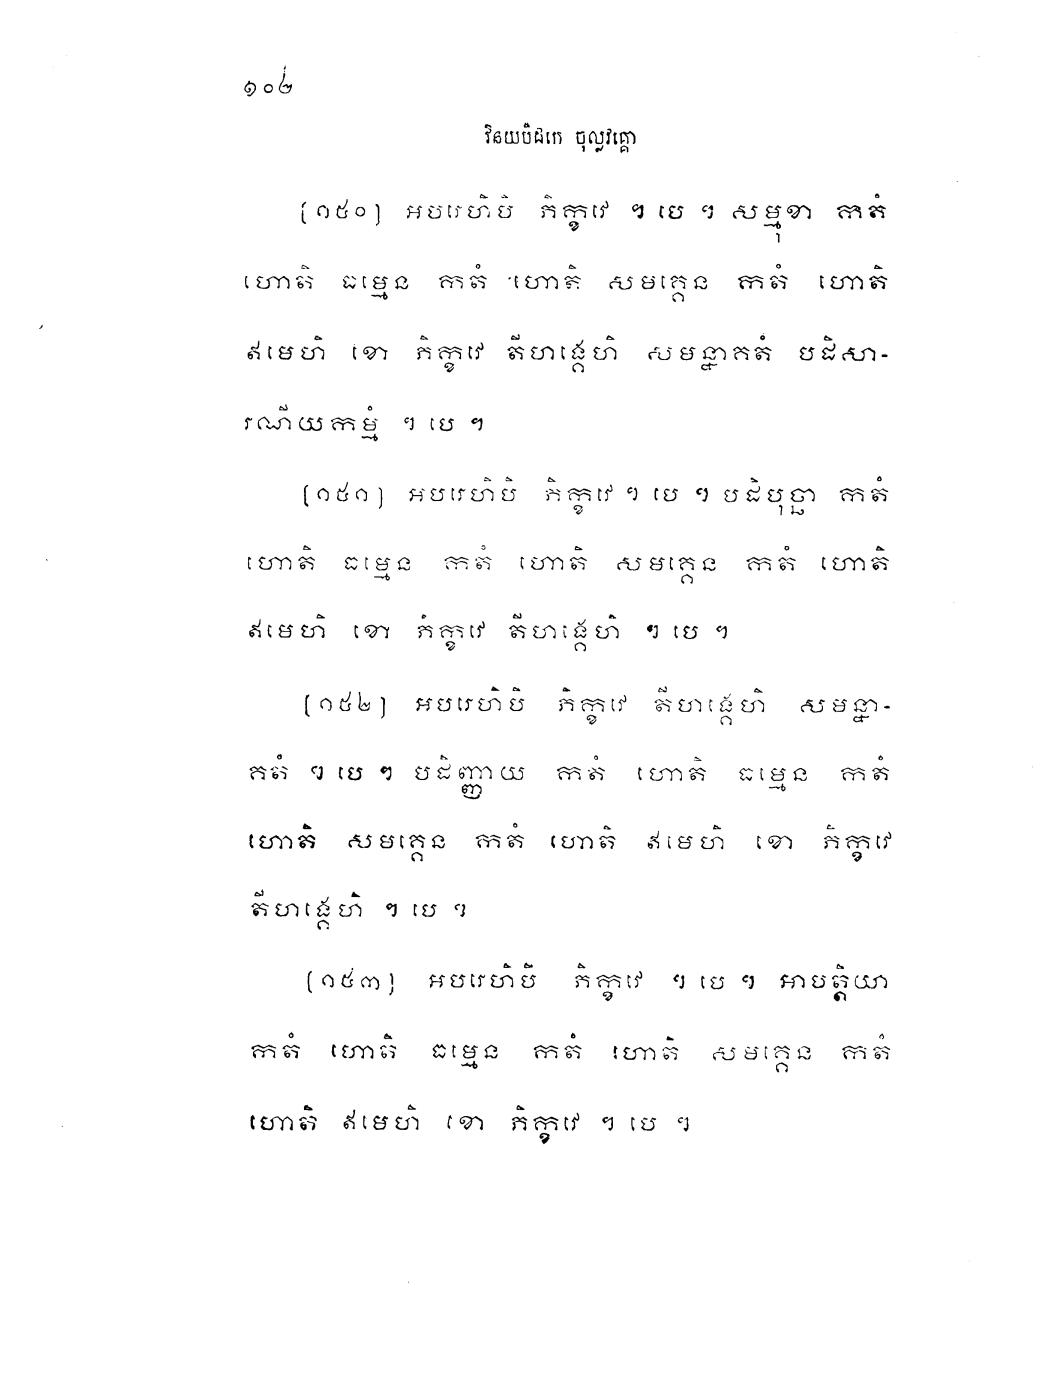 ១០២
វិនយបិដកេ ចុល្លវគ្គោ
(១៥០) អបរេហិបិ ភិក្ខវេ ។ បេ ។ សម្មុខា កតំ
ហោតិ ធម្មេន កតំ ហោតិ សមគ្គេន កតំ ហោតិ
ឥមេហិ ខោ ភិក្ខវេ តីហង្គេហិ សមន្នាគតំ បដិសា-
រណីយកម្មំ ។ បេ ។
(១៥១) អបរេហិបិ ភិក្ខវេ ។ បេ ។ បដិបុច្ឆា កតំ
ហោតិ ធម្មេន កតំ ហោតិ សមគ្គេន កតំ ហោតិ
ឥមេហិ ខោ ភិក្ខវេ តីហង្គេហិ ។ បេ ។
(១៥២) អបរេហិបិ ភិក្ខវេ តីហង្គេហិ សមន្នា-
គតំ ។ បេ ។ បដិញ្ញាយ កតំ ហោតិ ធម្មេន កតំ
ហោតិ សមគ្គេន កតំ ហោតិ ឥមេហិ ខោ ភិក្ខវេ
តីហង្គេហិ ។ បេ ។
(១៥៣) អបរេហិបិ ភិក្ខវេ ។ បេ ។ អាបត្តិយា
កតំ ហោតិ ធម្មេន កតំ ហោតិ សមគ្គេន កតំ
ហោតិ ឥមេហិ ខោ ភិក្ខវេ ។ បេ ។